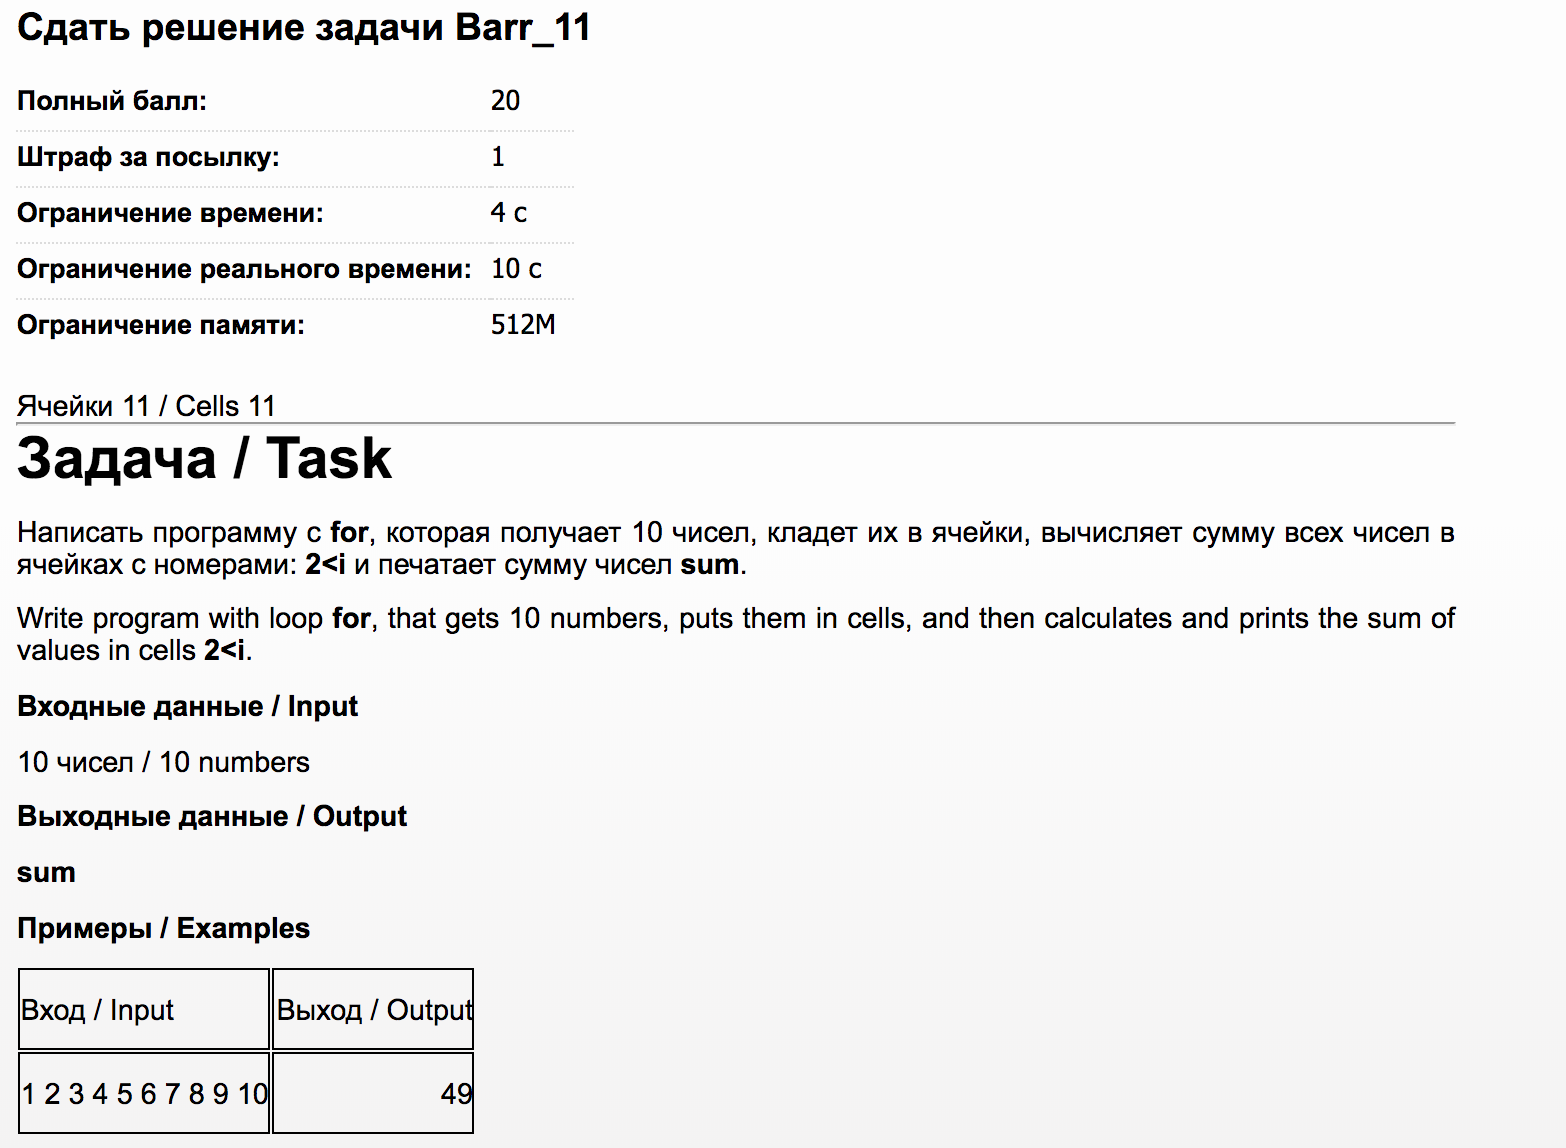 Сдать решение задачи Barr_11
Полный балл: 20
Штраф за посылку: 1
Ограничение времени: 4 с
Ограничение реального времени: 10 с
Ограничение памяти: 512M
Ячейки 11 / Cells 11
Задача / Task
Написать программу с for, которая получает 10 чисел, кладет их в ячейки, вычисляет сумму всех чисел в
ячейках с номерами: 2<i и печатает сумму чисел sum.
Write program with loop for, that gets 10 numbers, puts them in cells, and then calculates and prints the sum of
values in cells 2<i.
Входные данные / Input
10 чисел / 10 numbers
Выходные данные / Output
sum
Примеры / Examples
Вход / Input Выход / Output
1 2 3 4 5 6 7 8 9 10 49